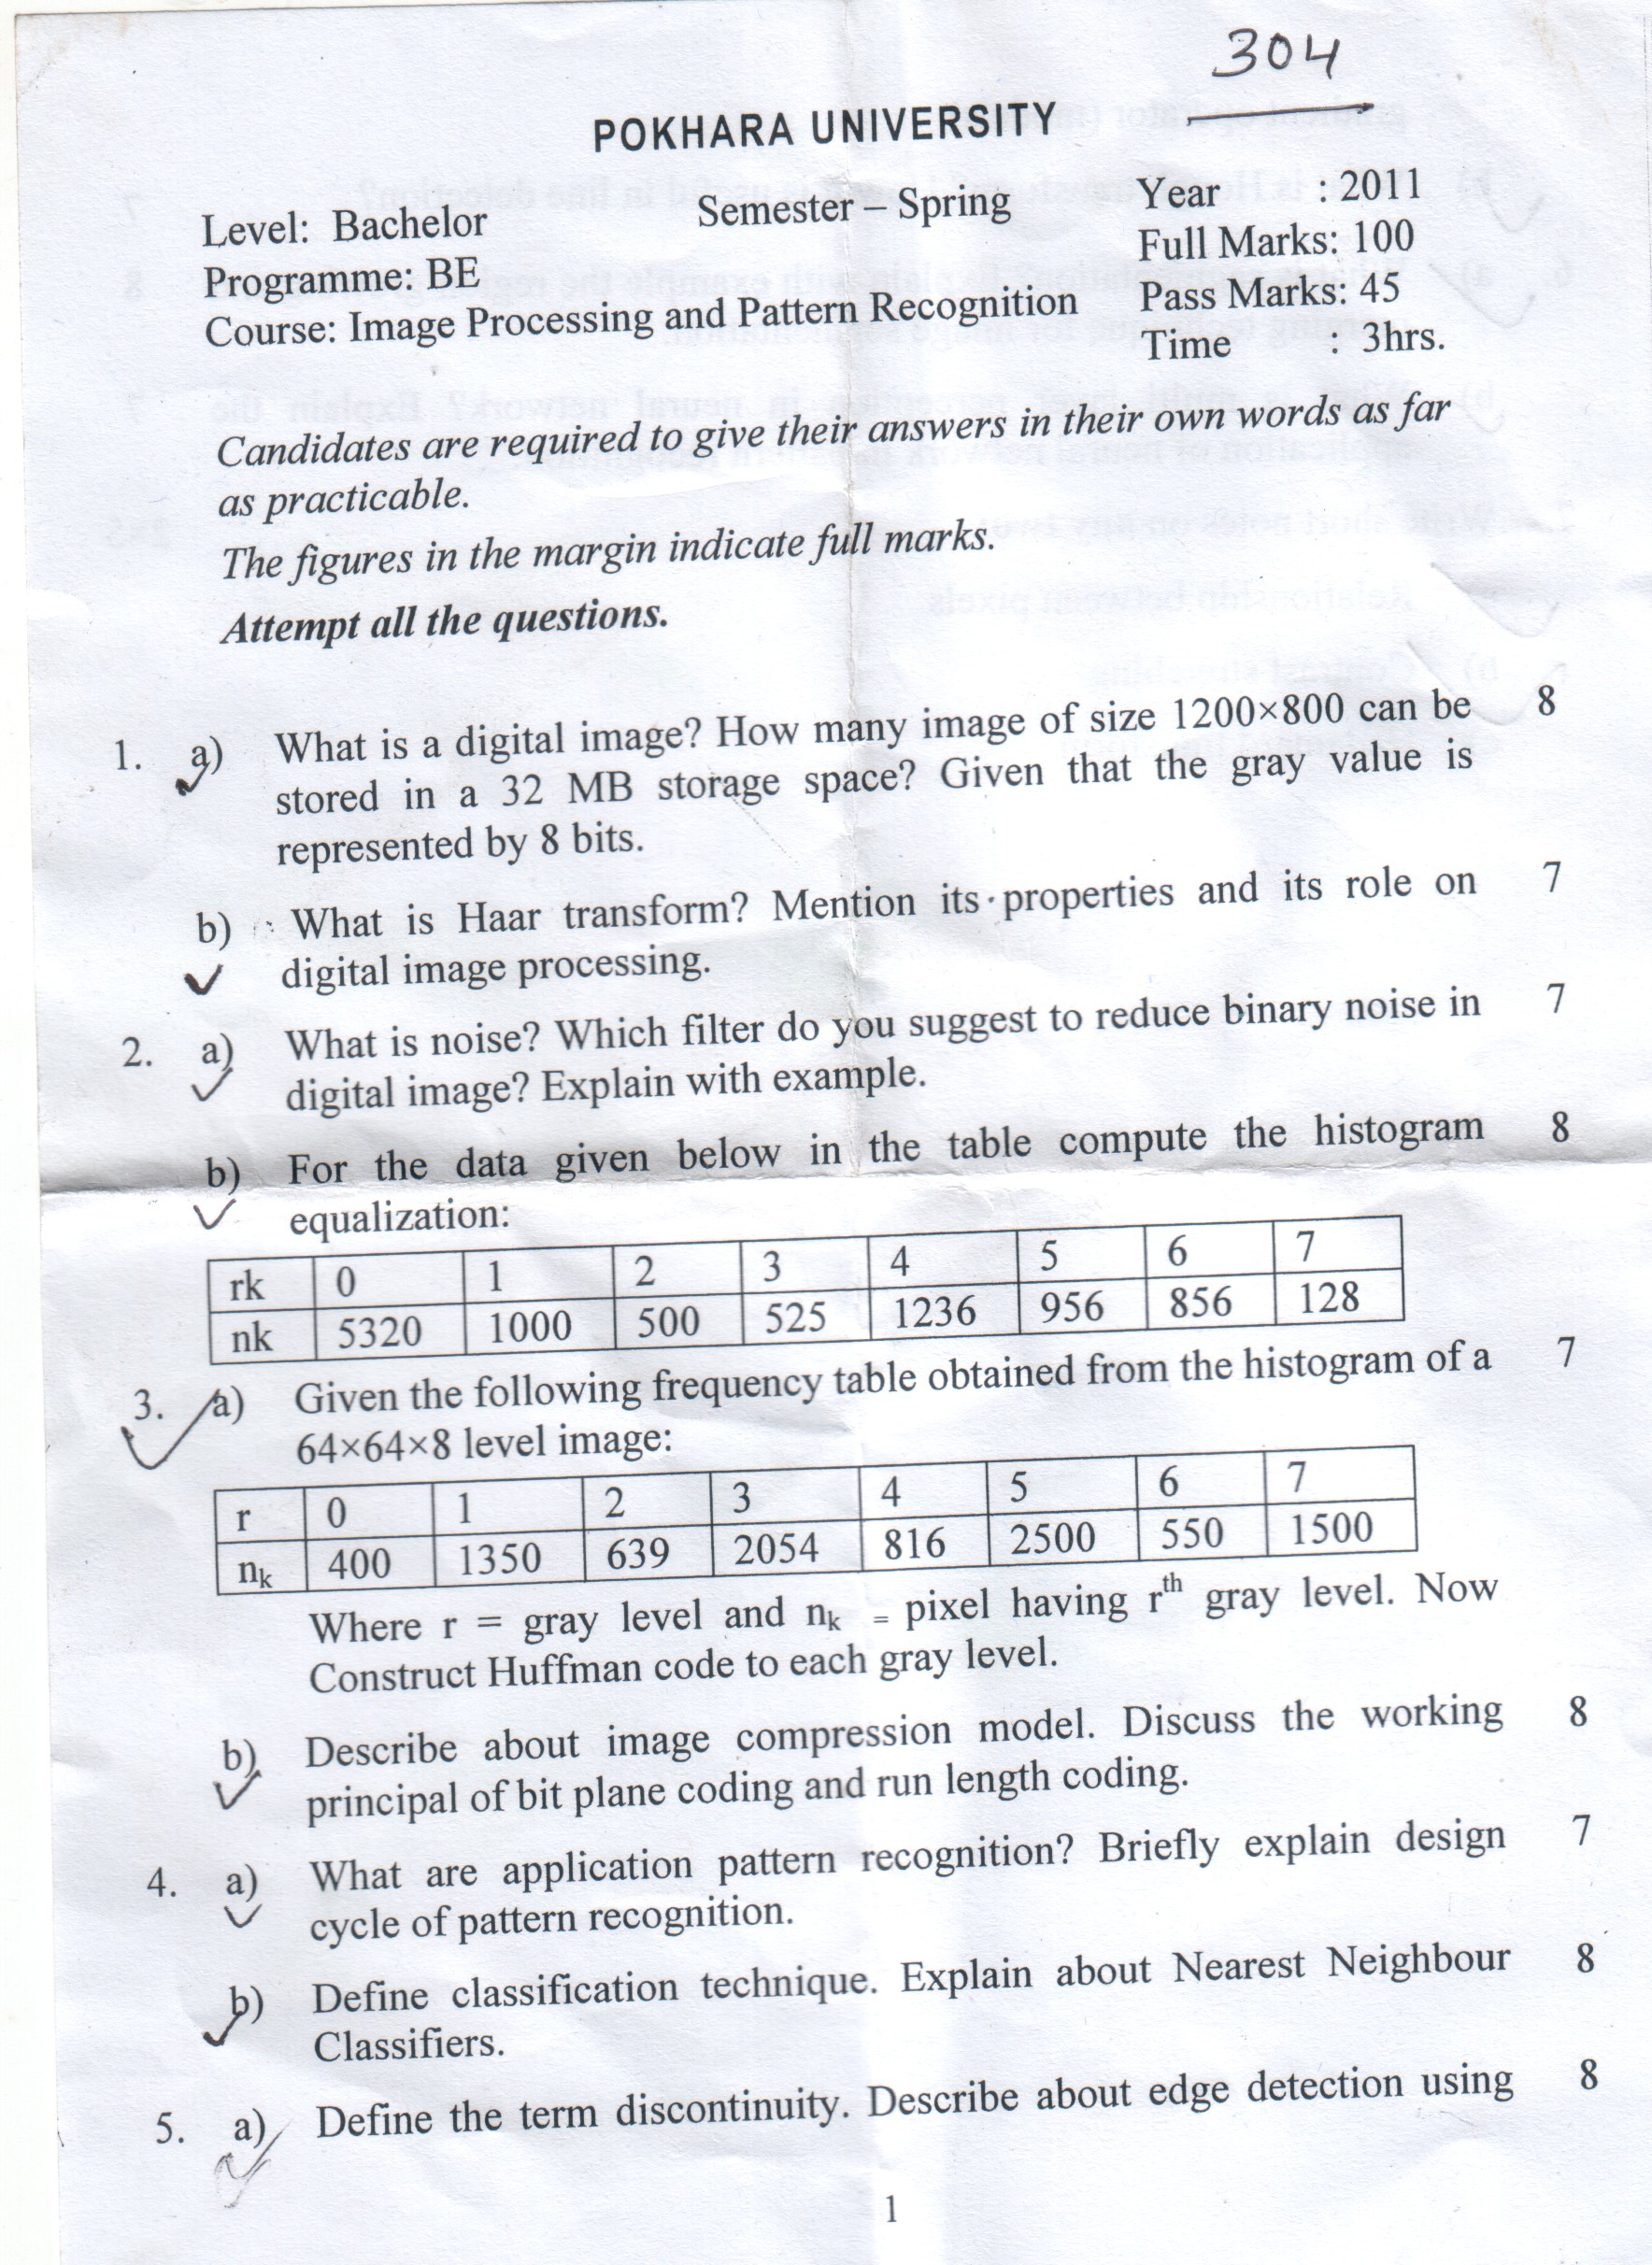 304
POKHARA UNIVERSITY
Level: Bachelor Semester – Spring Year : 2011
Programme: BE Full Marks: 100
Course: Image Processing and Pattern Recognition Pass Marks: 45
Time : 3hrs.
Candidates are required to give their answers in their own words as far
as practicable.
The figures in the margin indicate full marks.
Attempt all the questions.
1. a) What is a digital image? How many image of size 1200×800 can be 8
stored in a 32 MB storage space? Given that the gray value is
represented by 8 bits.
b) What is Haar transform? Mention its properties and its role on 7
digital image processing.
2. a) What is noise? Which filter do you suggest to reduce binary noise in 7
digital image? Explain with example.
b) For the data given below in the table compute the histogram 8
equalization:
rk 0 1 2 3 4 5 6 7
nk 5320 1000 500 525 1236 956 856 128
3. a) Given the following frequency table obtained from the histogram of a 7
64×64×8 level image:
r 0 1 2 3 4 5 6 7
nk 400 1350 639 2054 816 2500 550 1500
Where r = gray level and nk = pixel having rth gray level. Now
Construct Huffman code to each gray level.
b) Describe about image compression model. Discuss the working 8
principal of bit plane coding and run length coding.
4. a) What are application pattern recognition? Briefly explain design 7
cycle of pattern recognition.
b) Define classification technique. Explain about Nearest Neighbour 8
Classifiers.
5. a) Define the term discontinuity. Describe about edge detection using 8
1